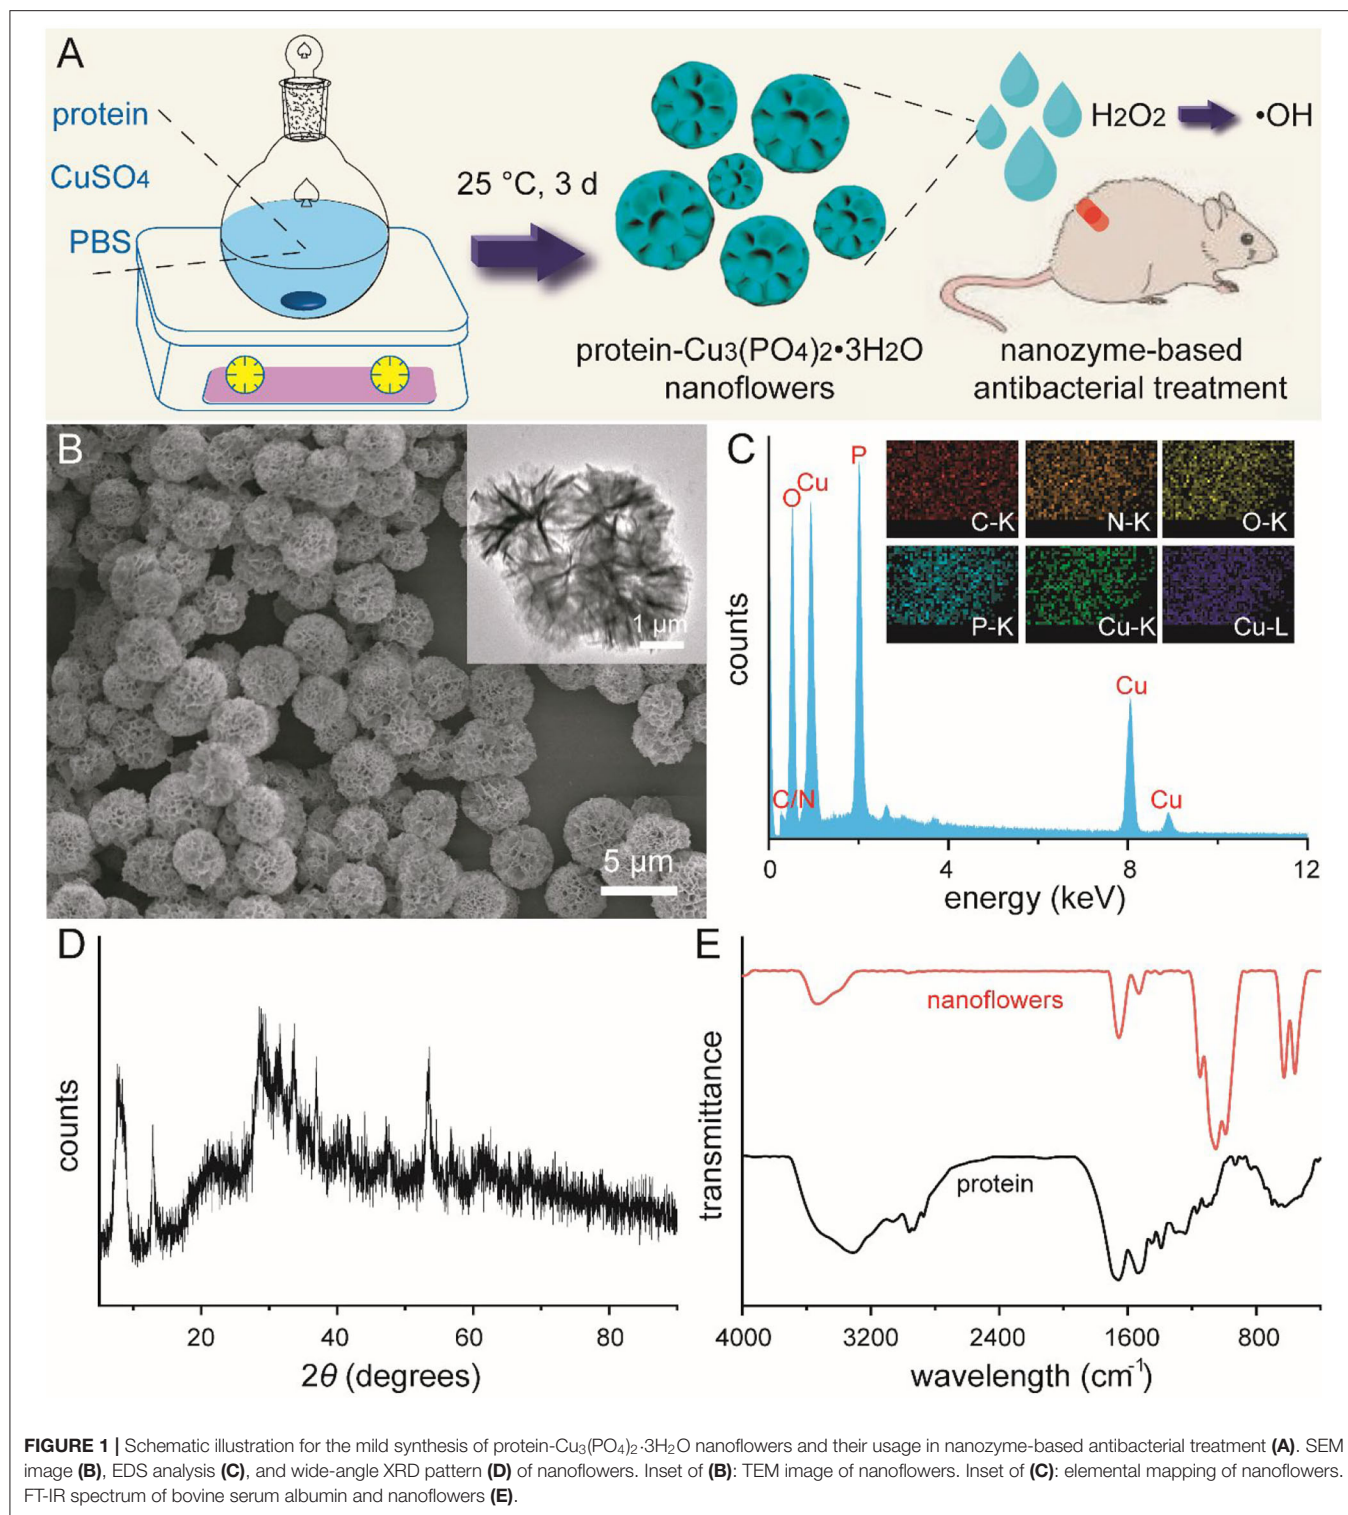 A
protein
CuSO4
PBS
25 °C, 3 d
H2O2
•OH
protein-Cu3(PO4)2•3H2O
nanoflowers
nanozyme-based
antibacterial treatment
B
1 μm
5 μm
C
counts
O
Cu
P
C/N
Cu
Cu
C-K
N-K
O-K
P-K
Cu-K
Cu-L
0
4
8
12
energy (keV)
D
counts
20
40
60
80
2θ (degrees)
E
transmittance
nanoflowers
protein
4000
3200
2400
1600
800
wavelength (cm⁻¹)
FIGURE 1 | Schematic illustration for the mild synthesis of protein-Cu₃(PO₄)₂·3H₂O nanoflowers and their usage in nanozyme-based antibacterial treatment (A). SEM
image (B), EDS analysis (C), and wide-angle XRD pattern (D) of nanoflowers. Inset of (B): TEM image of nanoflowers. Inset of (C): elemental mapping of nanoflowers.
FT-IR spectrum of bovine serum albumin and nanoflowers (E).